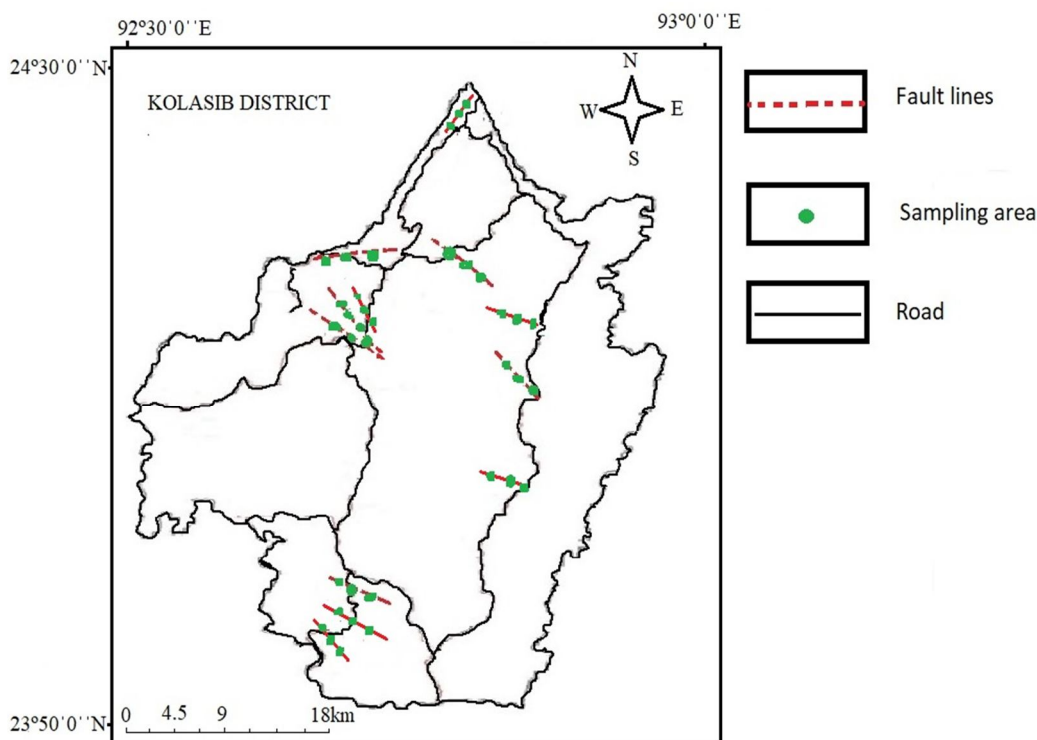 92°30'0''E
93°0'0''E
24°30'0''N
KOLASIB DISTRICT
N
W
E
S
Fault lines
Sampling area
Road
23°50'0''N
0 4.5 9 18km